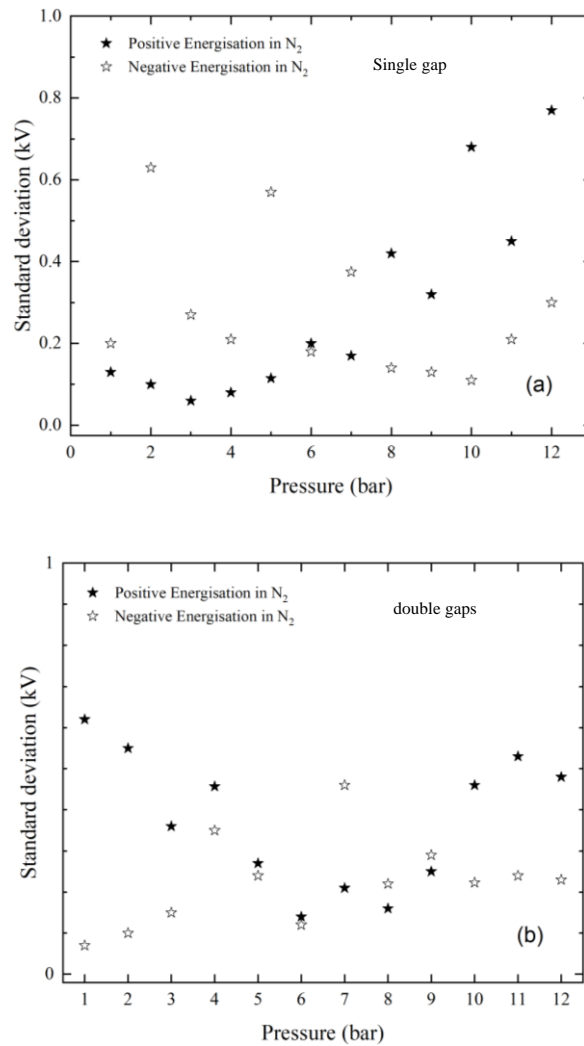 1.0
★ Positive Energisation in N₂
☆ Negative Energisation in N₂
Single gap
0.8
0.6
0.4
0.2
0.0
Standard deviation (kV)
(a)
0 2 4 6 8 10 12
Pressure (bar)
1
★ Positive Energisation in N₂
☆ Negative Energisation in N₂
double gaps
Standard deviation (kV)
(b)
0
1 2 3 4 5 6 7 8 9 10 11 12
Pressure (bar)